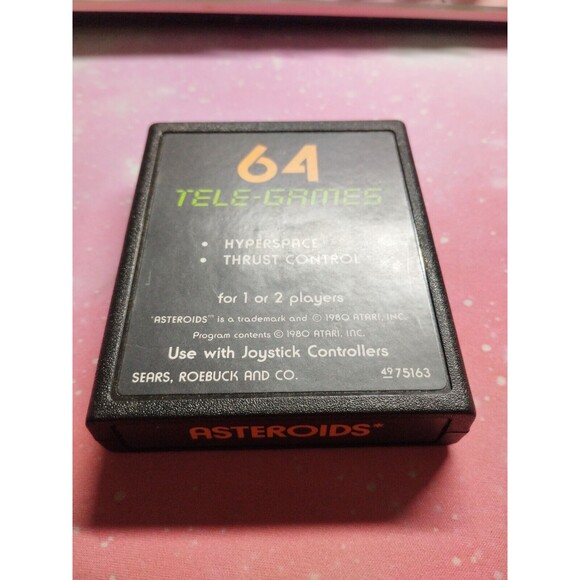 64
TELE-GAMES
• HYPERSPACE
• THRUST CONTROL
for 1 or 2 players
"ASTEROIDS"™ is a trademark and © 1980 ATARI, INC.
Program contents © 1980 ATARI, INC.
Use with Joystick Controllers
SEARS, ROEBUCK AND CO. 49 75163
ASTEROIDS*